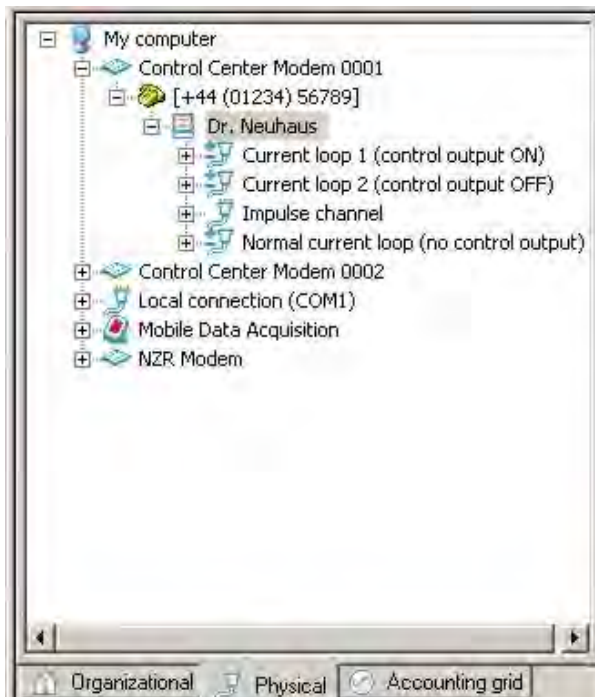 My computer
Control Center Modem 0001
[+44 (01234) 56789]
Dr. Neuhaus
Current loop 1 (control output ON)
Current loop 2 (control output OFF)
Impulse channel
Normal current loop (no control output)
Control Center Modem 0002
Local connection (COM1)
Mobile Data Acquisition
NZR Modem
Organizational Physical Accounting grid